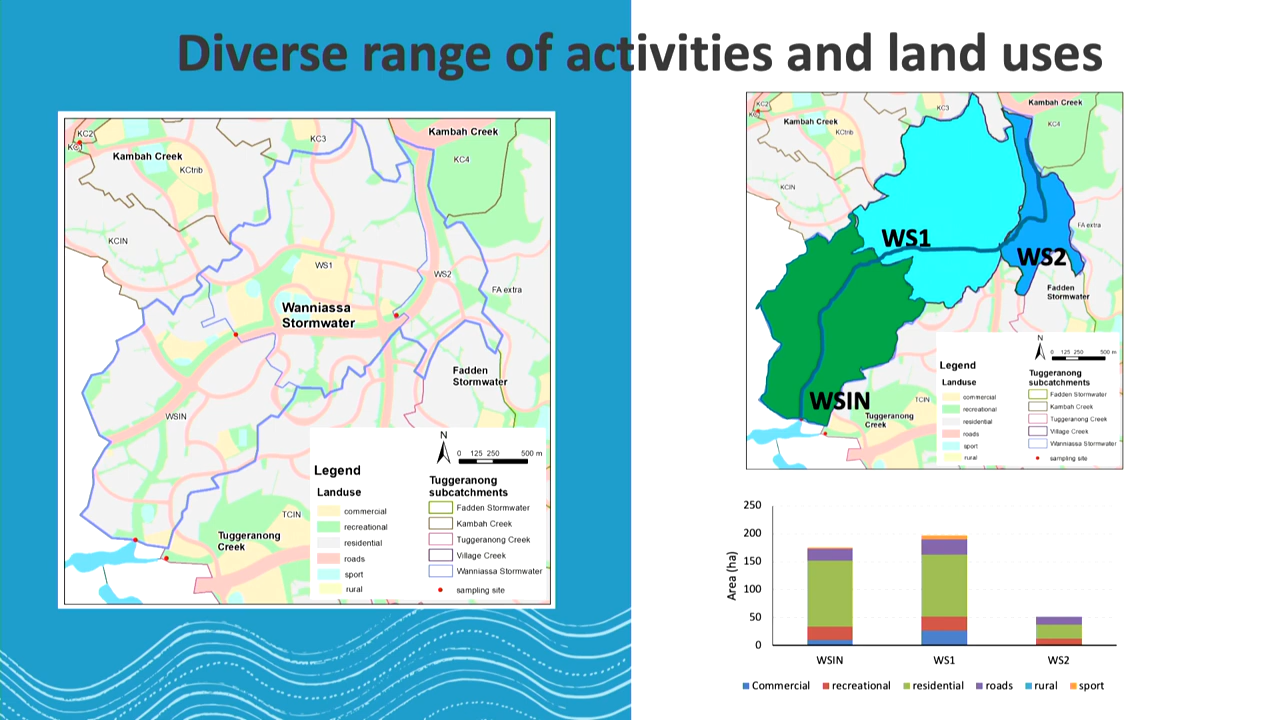 Diverse range of activities and land uses
KC2
KC3
Kambah Creek
Kambah Creek
KC4
KCtrib
KCIN
WS1
WS2
FA extra
Wanniassa
Stormwater
Fadden
Stormwater
WSIN
TCIN
Tuggeranong
Creek
N
0 125 250 500 m
Legend
Landuse
commercial
recreational
residential
roads
sport
rural
Tuggeranong
subcatchments
Fadden Stormwater
Kambah Creek
Tuggeranong Creek
Village Creek
Wanniassa Stormwater
sampling site
KC2
KC3
Kambah Creek
Kambah Creek
KC4
KCtrib
KCIN
FA extra
WS1
WS2
Fadden
Stormwater
WSIN
TCIN
Tuggeranong
Creek
N
0 125 250 500 m
Legend
Landuse
commercial
recreational
residential
roads
sport
rural
Tuggeranong
subcatchments
Fadden Stormwater
Kambah Creek
Tuggeranong Creek
Village Creek
Wanniassa Stormwater
sampling site
Area (ha)
250
200
150
100
50
0
WSIN WS1 WS2
Commercial recreational residential roads rural sport